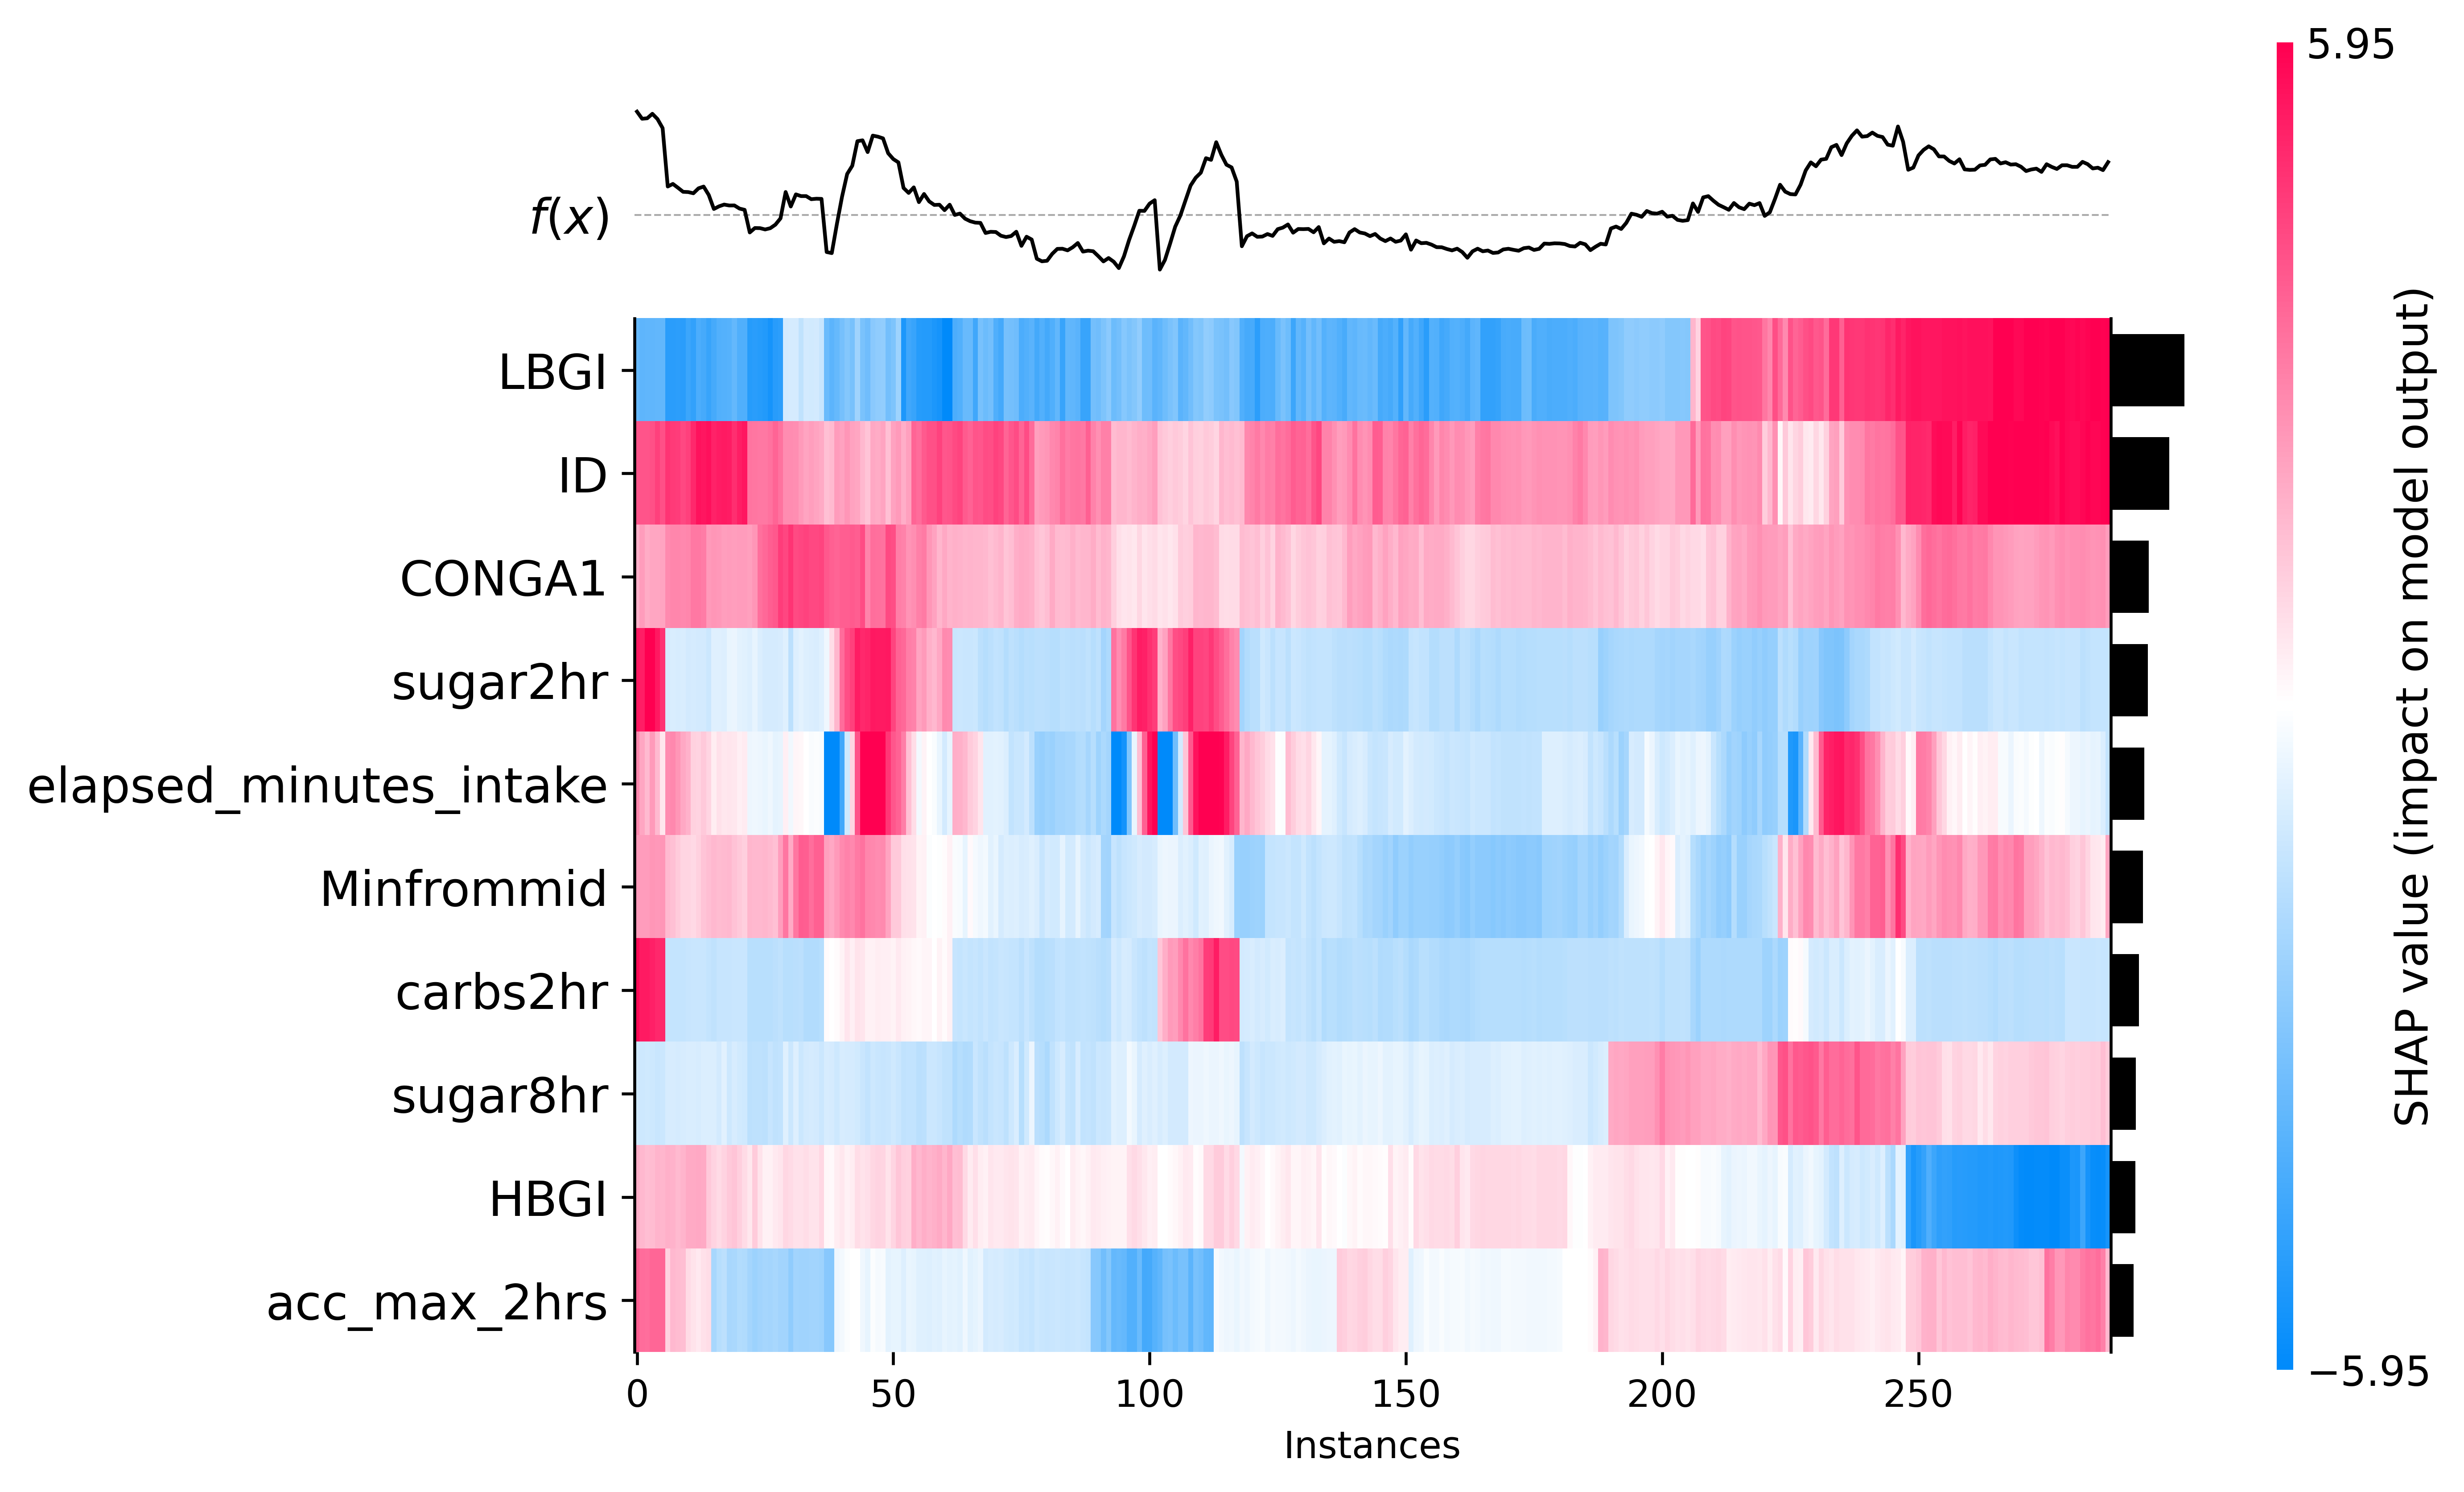 5.95
f(x)
LBGI
ID
CONGA1
sugar2hr
elapsed_minutes_intake
Minfrommid
carbs2hr
sugar8hr
HBGI
acc_max_2hrs
0 50 100 150 200 250
Instances
−5.95
SHAP value (impact on model output)